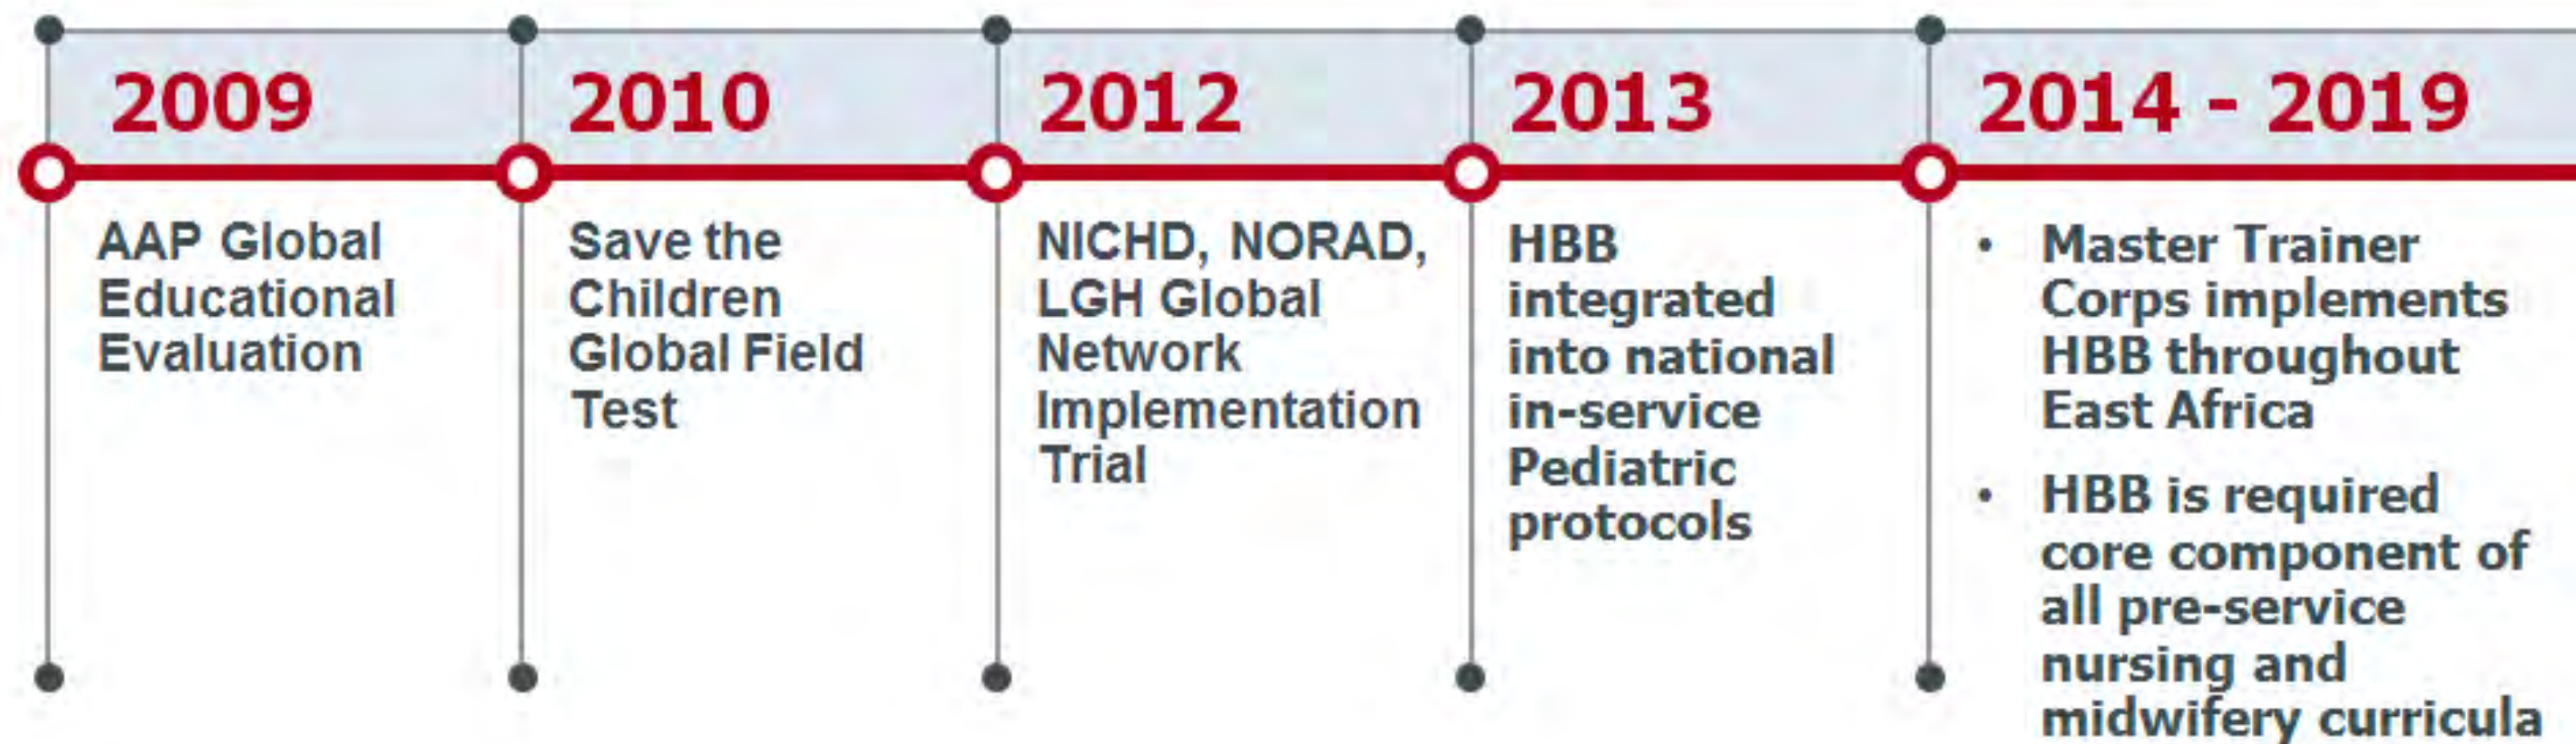 2009
AAP Global
Educational
Evaluation
2010
Save the
Children
Global Field
Test
2012
NICHD, NORAD,
LGH Global
Network
Implementation
Trial
2013
HBB
integrated
into national
in-service
Pediatric
protocols
2014 - 2019
• Master Trainer
Corps implements
HBB throughout
East Africa
• HBB is required
core component of
all pre-service
nursing and
midwifery curricula